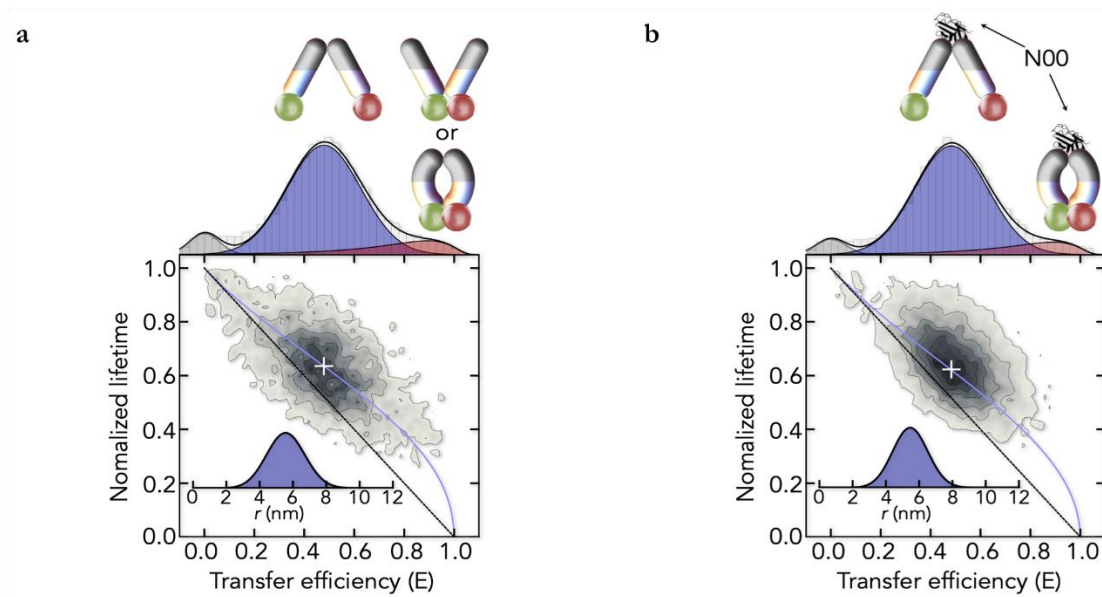 a
or
1.0
0.8
0.6
0.4
0.2
0.0
Nomalized lifetime
0 2 4 6 8 10 12
r (nm)
0.0 0.2 0.4 0.6 0.8 1.0
Transfer efficiency (E)
b
N00
1.0
0.8
0.6
0.4
0.2
0.0
Nomalized lifetime
0 2 4 6 8 10 12
r (nm)
0.0 0.2 0.4 0.6 0.8 1.0
Transfer efficiency (E)